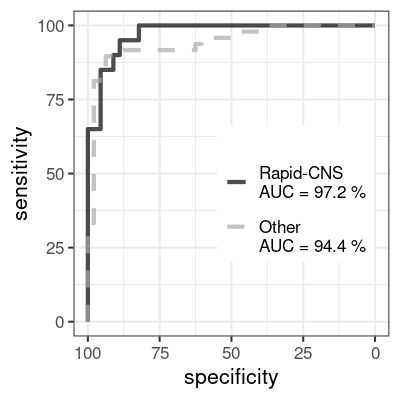 100
75
50
25
0
sensitivity
Rapid-CNS
AUC = 97.2 %
Other
AUC = 94.4 %
100 75 50 25 0
specificity